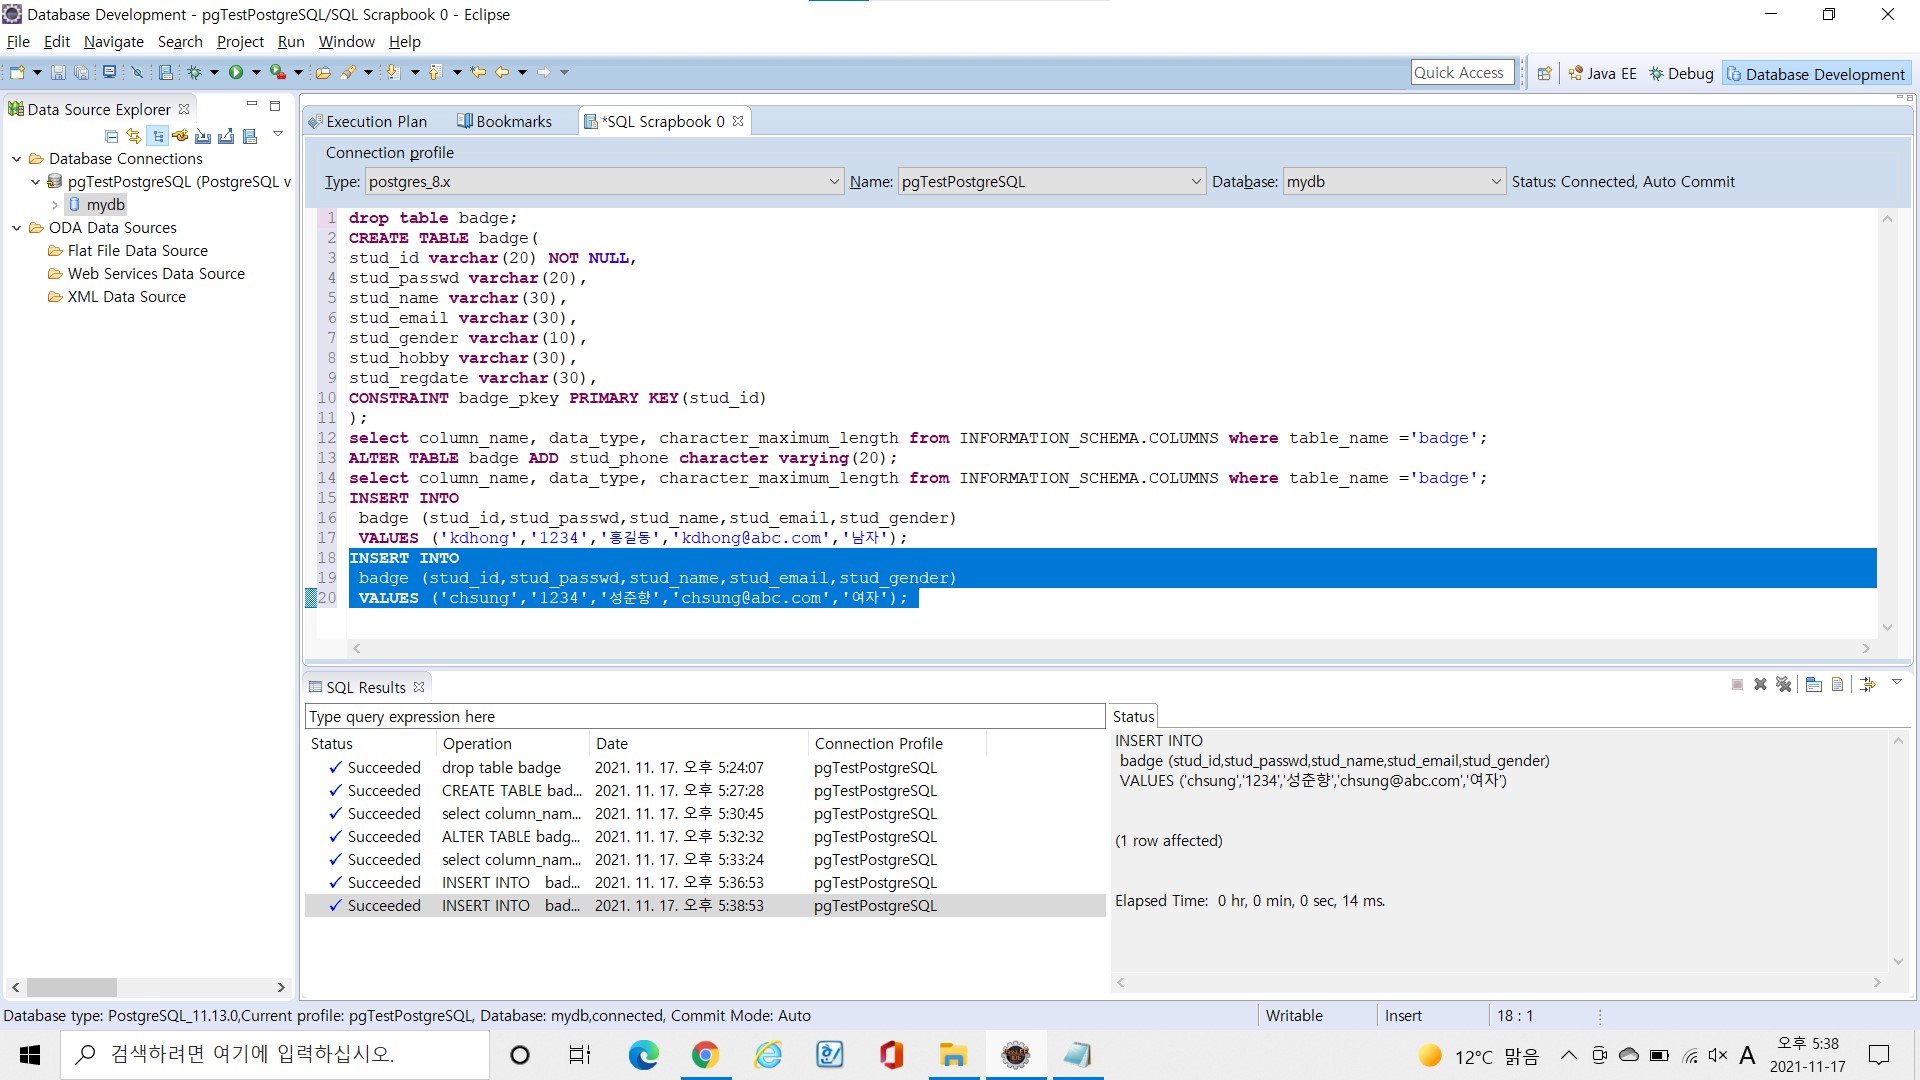 Database Development - pgTestPostgreSQL/SQL Scrapbook 0 - Eclipse
File Edit Navigate Search Project Run Window Help
Quick Access
Java EE
Debug
Database Development
Data Source Explorer
Database Connections
pgTestPostgreSQL (PostgreSQL v
mydb
ODA Data Sources
Flat File Data Source
Web Services Data Source
XML Data Source
Execution Plan
Bookmarks
*SQL Scrapbook 0
Connection profile
Type: postgres_8.x Name: pgTestPostgreSQL Database: mydb Status: Connected, Auto Commit
1 drop table badge;
2 CREATE TABLE badge(
3 stud_id varchar(20) NOT NULL,
4 stud_passwd varchar(20),
5 stud_name varchar(30),
6 stud_email varchar(30),
7 stud_gender varchar(10),
8 stud_hobby varchar(30),
9 stud_regdate varchar(30),
10 CONSTRAINT badge_pkey PRIMARY KEY(stud_id)
11 );
12 select column_name, data_type, character_maximum_length from INFORMATION_SCHEMA.COLUMNS where table_name ='badge';
13 ALTER TABLE badge ADD stud_phone character varying(20);
14 select column_name, data_type, character_maximum_length from INFORMATION_SCHEMA.COLUMNS where table_name ='badge';
15 INSERT INTO
16 badge (stud_id,stud_passwd,stud_name,stud_email,stud_gender)
17 VALUES ('kdhong','1234','홍길동','kdhong@abc.com','남자');
18 INSERT INTO
19 badge (stud_id,stud_passwd,stud_name,stud_email,stud_gender)
20 VALUES ('chsung','1234','성춘향','chsung@abc.com','여자');
SQL Results
Type query expression here
Status Operation Date Connection Profile
Succeeded drop table badge 2021. 11. 17. 오후 5:24:07 pgTestPostgreSQL
Succeeded CREATE TABLE bad... 2021. 11. 17. 오후 5:27:28 pgTestPostgreSQL
Succeeded select column_nam... 2021. 11. 17. 오후 5:30:45 pgTestPostgreSQL
Succeeded ALTER TABLE badg... 2021. 11. 17. 오후 5:32:32 pgTestPostgreSQL
Succeeded select column_nam... 2021. 11. 17. 오후 5:33:24 pgTestPostgreSQL
Succeeded INSERT INTO bad... 2021. 11. 17. 오후 5:36:53 pgTestPostgreSQL
Succeeded INSERT INTO bad... 2021. 11. 17. 오후 5:38:53 pgTestPostgreSQL
Status
INSERT INTO
badge (stud_id,stud_passwd,stud_name,stud_email,stud_gender)
VALUES ('chsung','1234','성춘향','chsung@abc.com','여자')
(1 row affected)
Elapsed Time: 0 hr, 0 min, 0 sec, 14 ms.
Database type: PostgreSQL_11.13.0,Current profile: pgTestPostgreSQL, Database: mydb,connected, Commit Mode: Auto
Writable
Insert
18 : 1
검색하려면 여기에 입력하십시오.
12°C 맑음
A
오후 5:38
2021-11-17